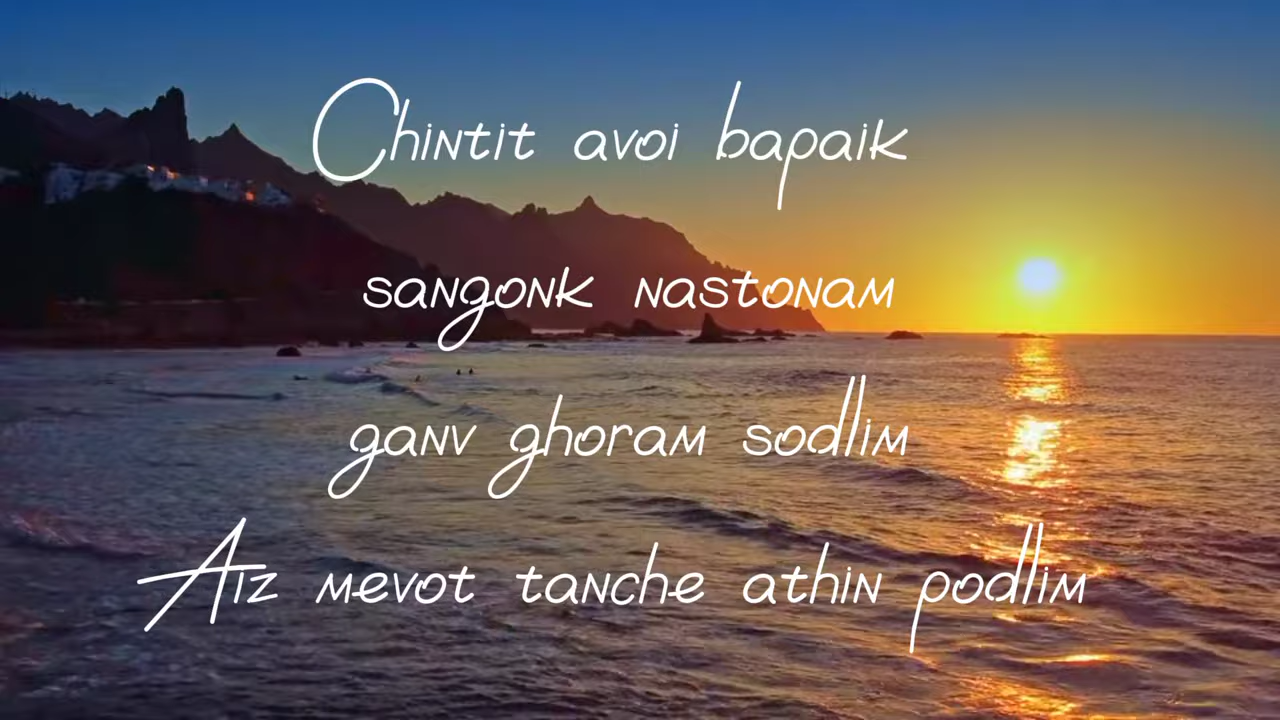 Chintit avoi bapaik
sangonk nastonam
ganv ghoram sodlim
Aiz mevot tanche athin podlim